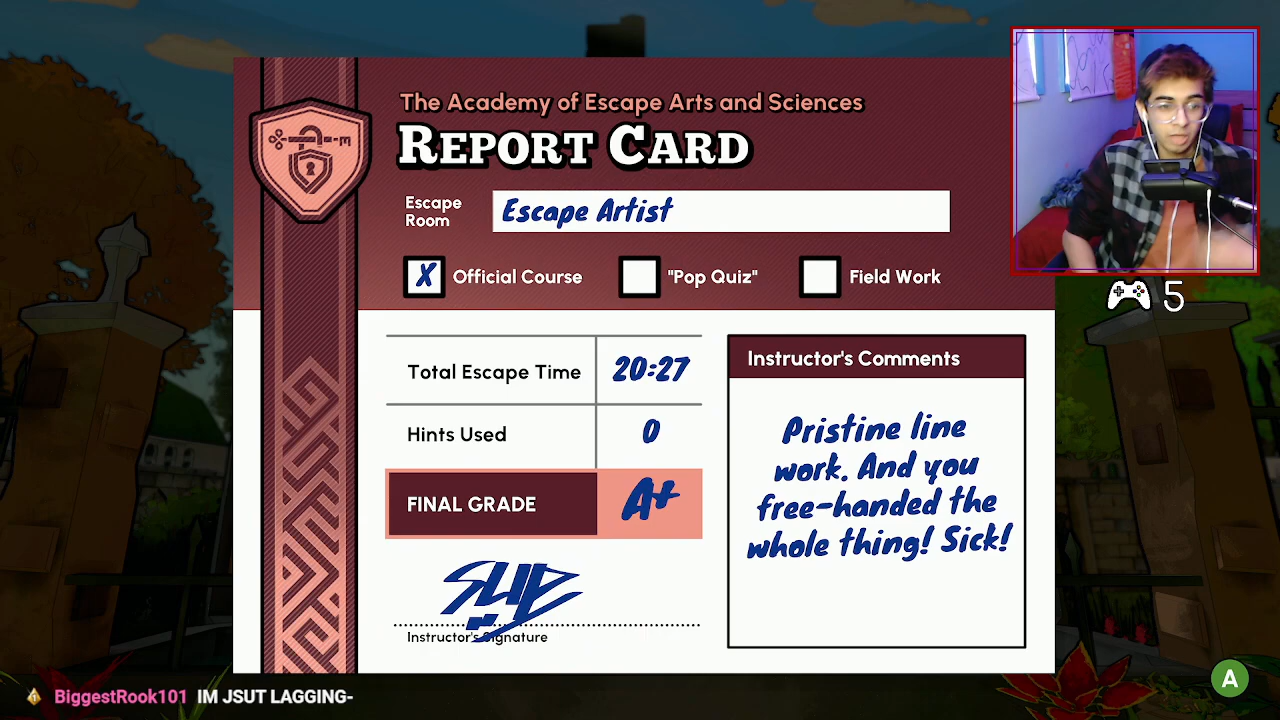 The Academy of Escape Arts and Sciences
REPORT CARD
Escape
Room
Escape Artist
X
Official Course
"Pop Quiz"
Field Work
5
Total Escape Time
20:27
Hints Used
0
FINAL GRADE
A+
Instructor's Signature
Instructor's Comments
Pristine line
work. And you
free-handed the
whole thing! Sick!
BiggestRook101 IM JSUT LAGGING-
A